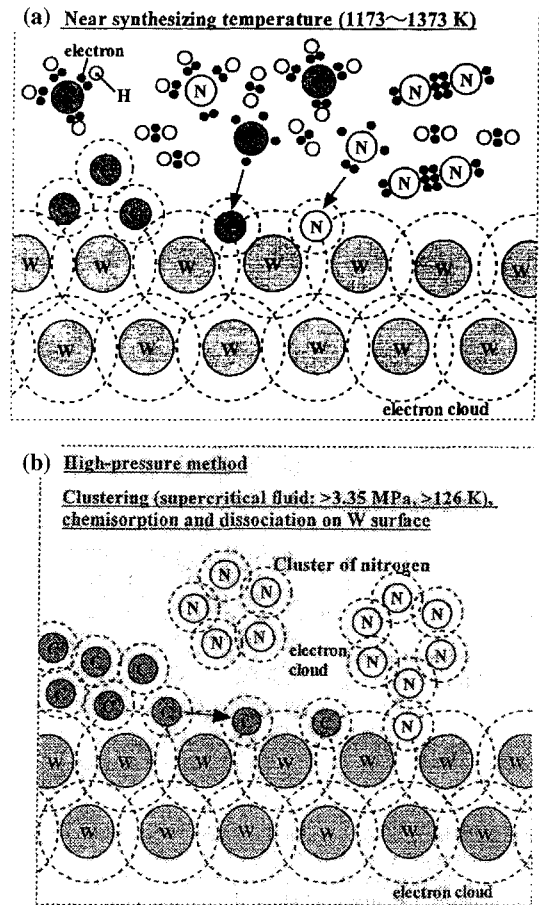 (a) Near synthesizing temperature (1173～1373 K)
electron
H
N
N
N
N
N
N
N
W W W W W W W
W W W W W W
electron cloud
(b) High-pressure method
Clustering (supercritical fluid: >3.35 MPa, >126 K),
chemisorption and dissociation on W surface
Cluster of nitrogen
N
N
N
N
N
electron
cloud
N
N
N
N
N
N
N
C
C
C
C
C
C
C
W W W W W W W
W W W W W W
electron cloud